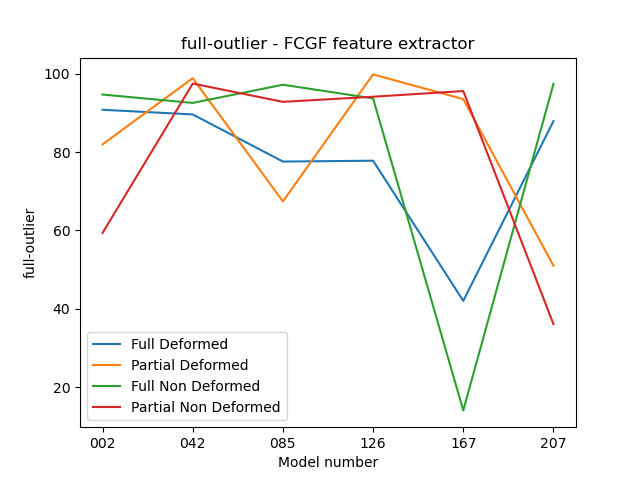 full-outlier - FCGF feature extractor
full-outlier
100
80
60
40
20
Full Deformed
Partial Deformed
Full Non Deformed
Partial Non Deformed
002 042 085 126 167 207
Model number